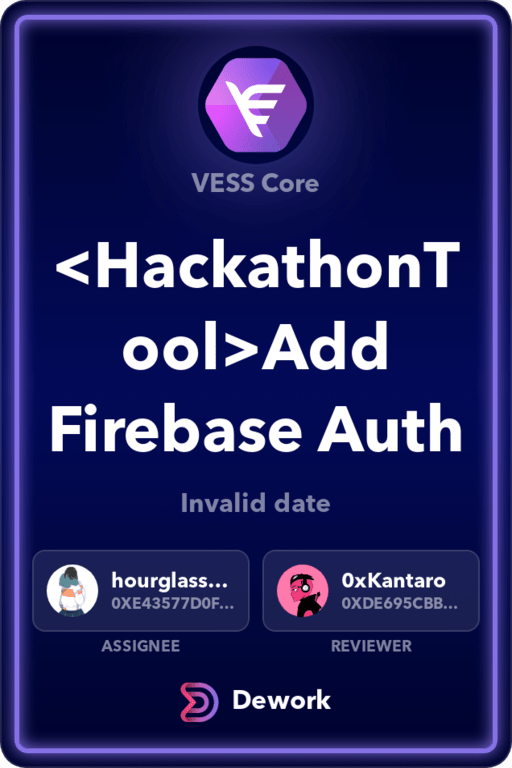 VESS Core
<HackathonT
ool>Add
Firebase Auth
Invalid date
hourglass...
0XE43577D0F...
ASSIGNEE
0xKantaro
0XDE695CBB...
REVIEWER
Dework